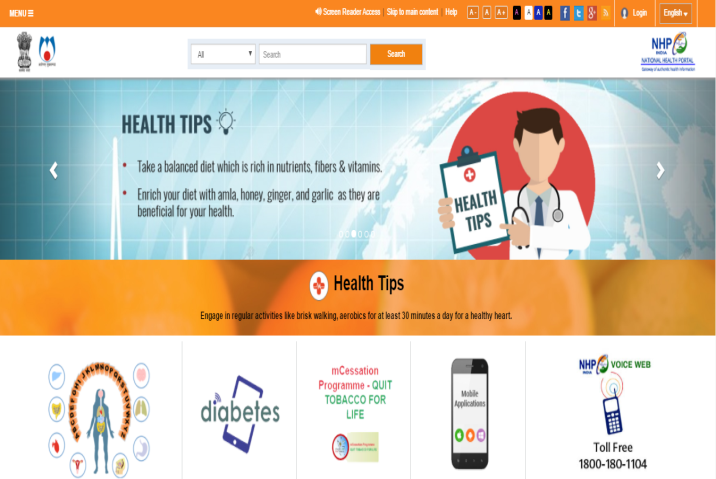 MENU
Screen Reader Access | Skip to main content | Help
A- A A+ A A A A
Login
English
All
Search
Search
NHP
INDIA
NATIONAL HEALTH PORTAL
Gateway of authentic health information
HEALTH TIPS
• Take a balanced diet which is rich in nutrients, fibers & vitamins.
• Enrich your diet with amla, honey, ginger, and garlic as they are
beneficial for your health.
HEALTH
TIPS
Health Tips
Engage in regular activities like brisk walking, aerobics for at least 30 minutes a day for a healthy heart.
ABCDEFGHIJKLMNOPQRSTUVWXYZ
diabetes
mCessation
Programme - QUIT
TOBACCO FOR
LIFE
Mobile
Applications
NHP VOICE WEB
INDIA
Toll Free
1800-180-1104